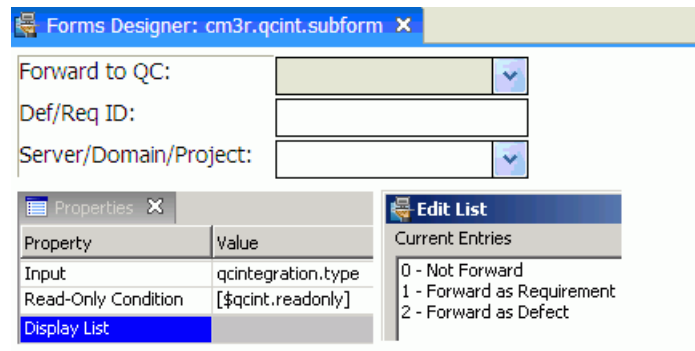 Forms Designer: cm3r.qcint.subform
Forward to QC:
Def/Req ID:
Server/Domain/Project:
Properties
Property Value
Input qcintegration.type
Read-Only Condition [$qcint.readonly]
Display List
Edit List
Current Entries
0 - Not Forward
1 - Forward as Requirement
2 - Forward as Defect